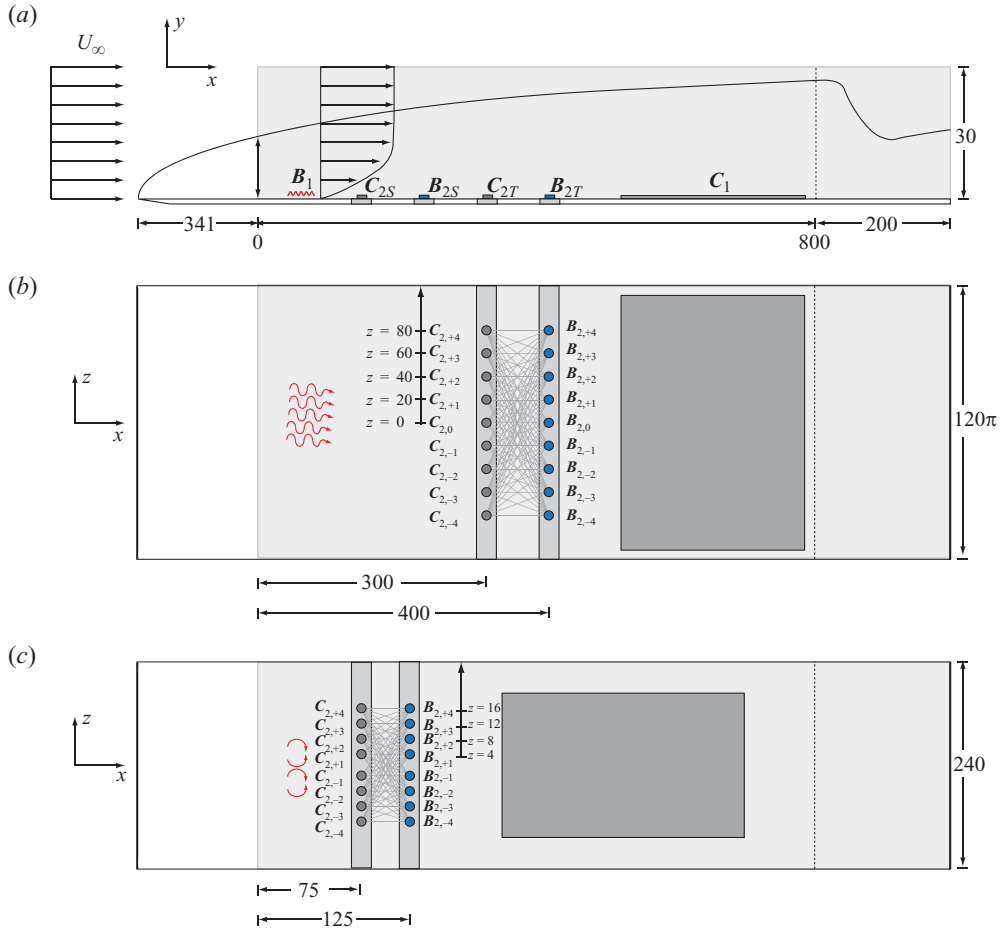 (a)
y
U∞
x
30
B1
C2S
B2S
C2T
B2T
C1
341
0
800
200
(b)
z = 80
C2,+4
B2,+4
z = 60
C2,+3
B2,+3
z = 40
C2,+2
B2,+2
z
z = 20
C2,+1
B2,+1
x
z = 0
C2,0
B2,0
120π
C2,−1
B2,−1
C2,−2
B2,−2
C2,−3
B2,−3
C2,−4
B2,−4
300
400
(c)
C2,+4
B2,+4
z = 16
C2,+3
B2,+3
z = 12
z
C2,+2
B2,+2
z = 8
C2,+1
B2,+1
z = 4
x
240
C2,−1
B2,−1
C2,−2
B2,−2
C2,−3
B2,−3
C2,−4
B2,−4
75
125